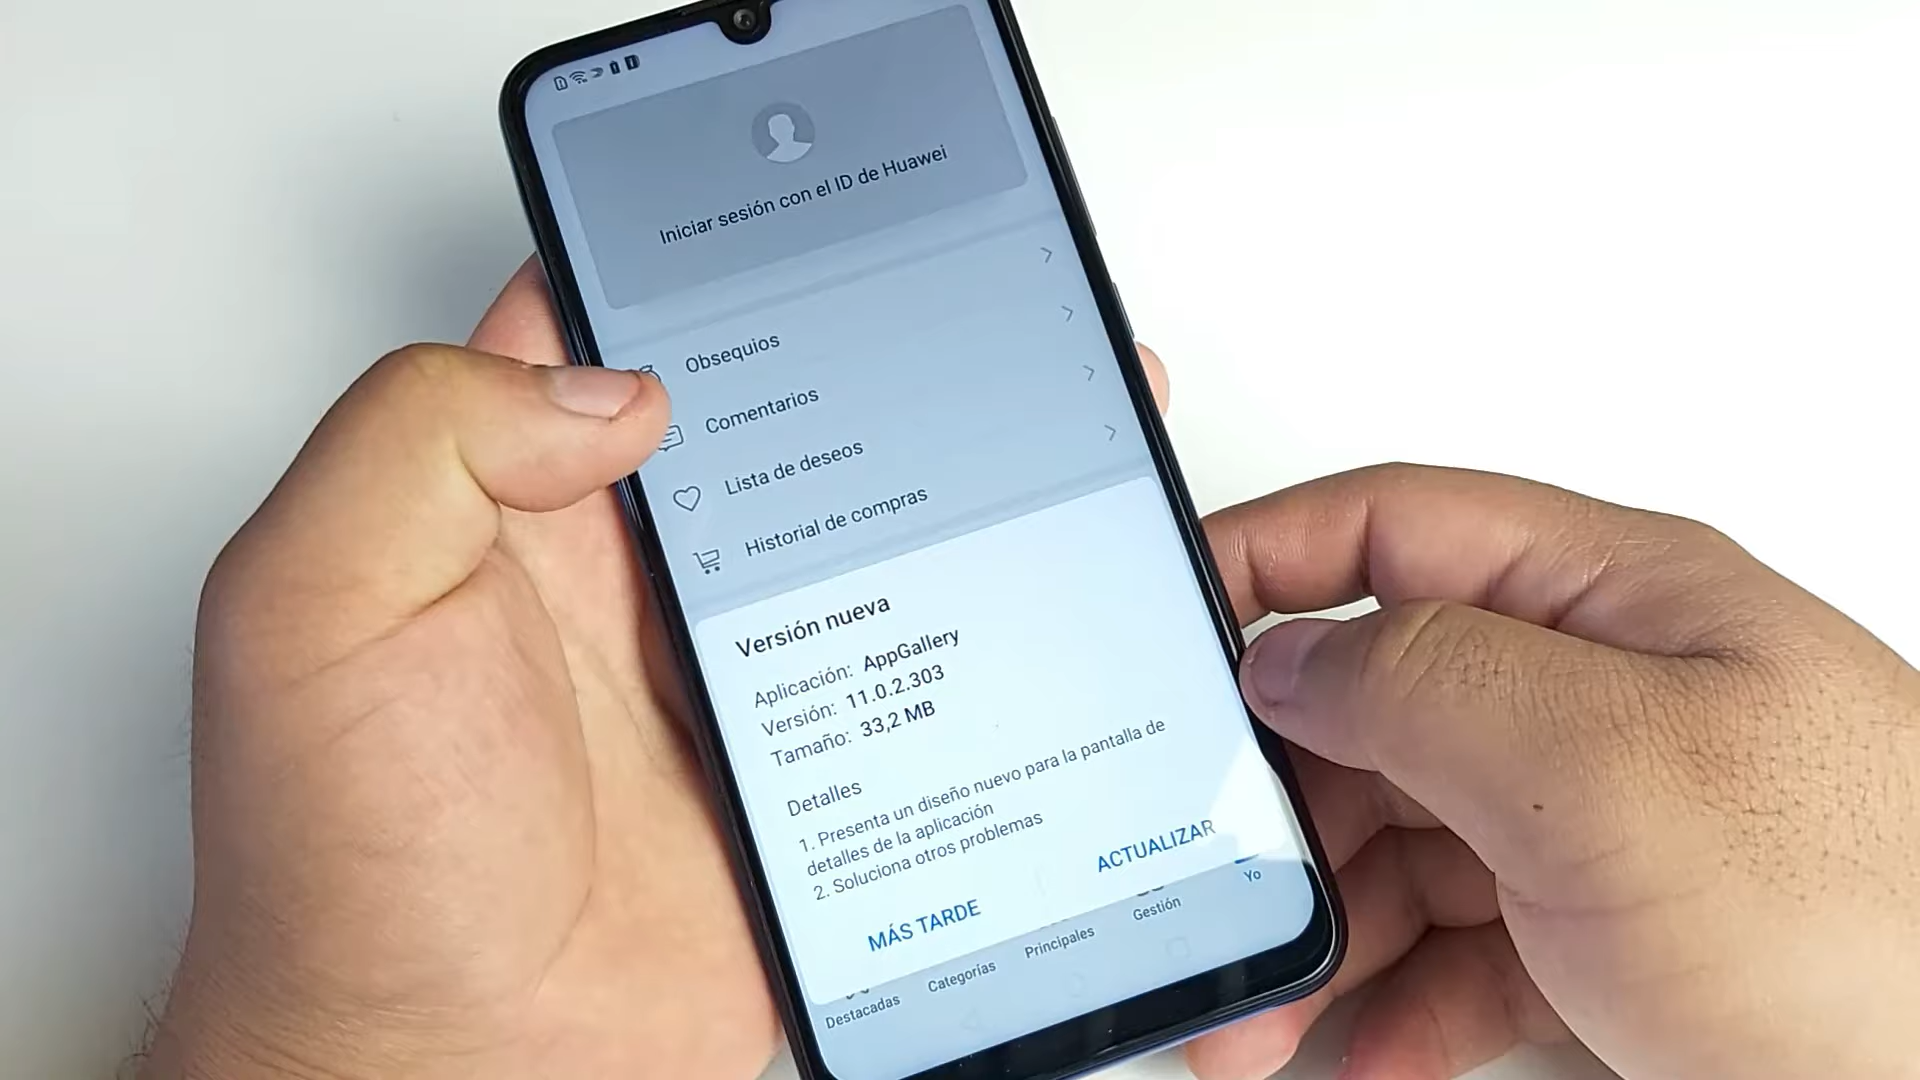 Iniciar sesión con el ID de Huawei
Obsequios
Comentarios
Lista de deseos
Historial de compras
Versión nueva
Aplicación: AppGallery
Versión: 11.0.2.303
Tamaño: 33,2 MB
Detalles
1. Presenta un diseño nuevo para la pantalla de
detalles de la aplicación
2. Soluciona otros problemas
MÁS TARDE
ACTUALIZAR
Destacadas
Categorías
Principales
Gestión
Yo